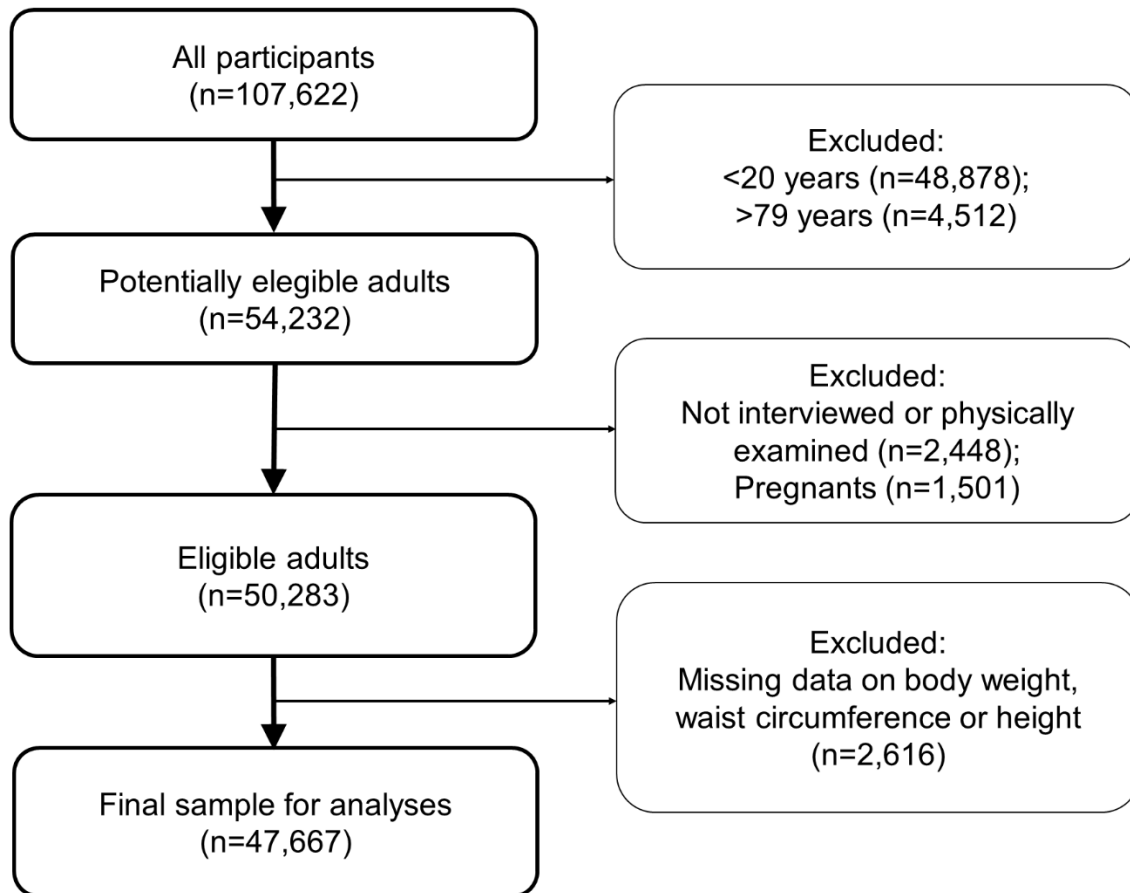 All participants
(n=107,622)
Excluded:
<20 years (n=48,878);
>79 years (n=4,512)
Potentially elegible adults
(n=54,232)
Excluded:
Not interviewed or physically
examined (n=2,448);
Pregnants (n=1,501)
Eligible adults
(n=50,283)
Excluded:
Missing data on body weight,
waist circumference or height
(n=2,616)
Final sample for analyses
(n=47,667)